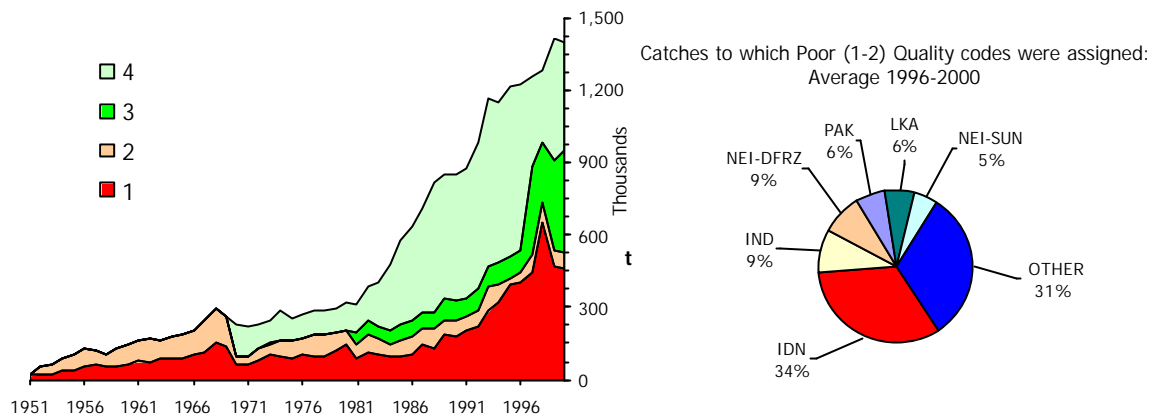 4
3
2
1
1,500
1,200
900
600
300
0
Thousands
t
1951 1956 1961 1966 1971 1976 1981 1986 1991 1996
Catches to which Poor (1-2) Quality codes were assigned:
Average 1996-2000
PAK
6%
LKA
6%
NEI-SUN
5%
NEI-DFRZ
9%
IND
9%
OTHER
31%
IDN
34%